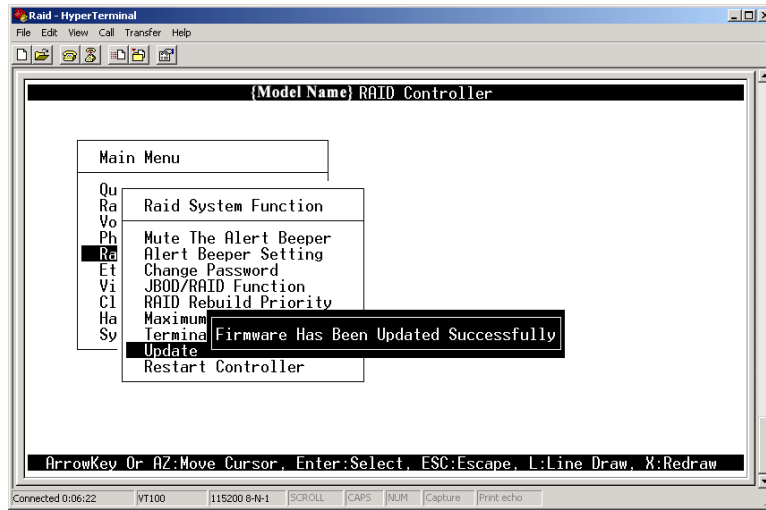 Raid - HyperTerminal
File Edit View Call Transfer Help
{Model Name} RAID Controller
Main Menu
Qu
Ra
Vo
Ph
Ra
Et
Vi
Cl
Ha
Sy
Raid System Function
Mute The Alert Beeper
Alert Beeper Setting
Change Password
JBOD/RAID Function
RAID Rebuild Priority
Maximum
Termina
Update
Restart Controller
Firmware Has Been Updated Successfully
ArrowKey Or AZ:Move Cursor, Enter:Select, ESC:Escape, L:Line Draw, X:Redraw
Connected 0:06:22 VT100 115200 8-N-1 SCROLL CAPS NUM Capture Print echo